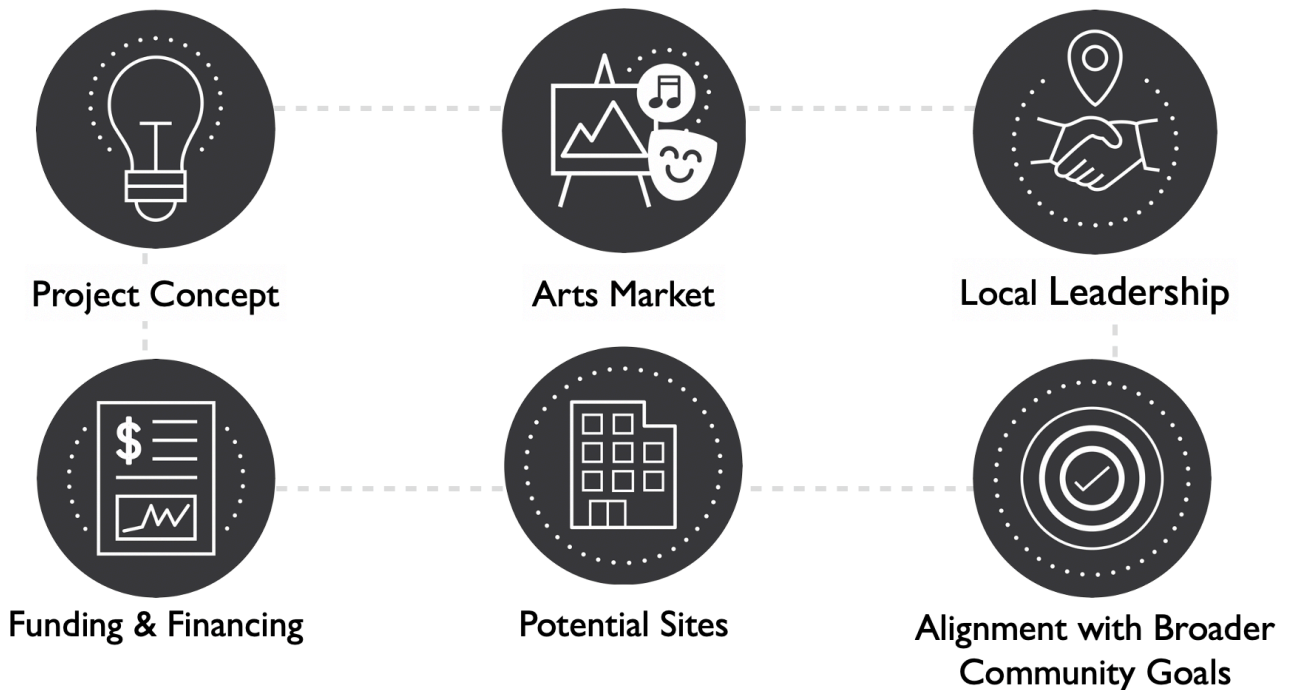 Project Concept
Arts Market
Local Leadership
$
Funding & Financing
Potential Sites
Alignment with Broader
Community Goals